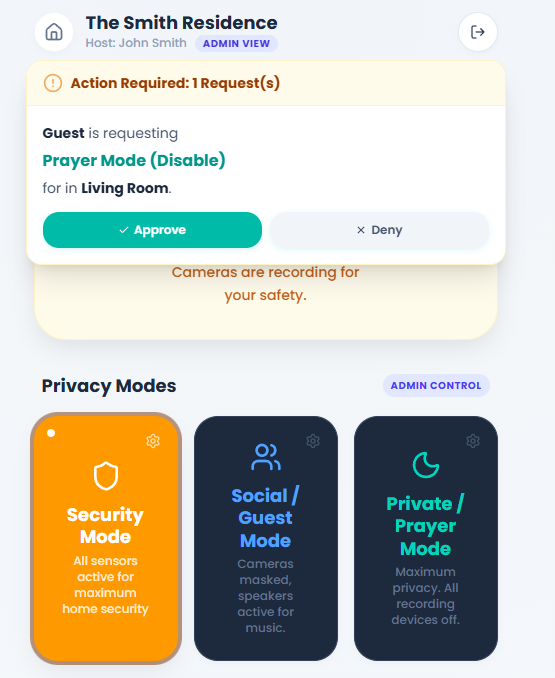 The Smith Residence
Host: John Smith ADMIN VIEW
Action Required: 1 Request(s)
Guest is requesting
Prayer Mode (Disable)
for in Living Room.
Approve
Deny
Cameras are recording for
your safety.
Privacy Modes
ADMIN CONTROL
Security
Mode
All sensors
active for
maximum
home security
Social /
Guest
Mode
Cameras
masked,
speakers
active for
music.
Private /
Prayer
Mode
Maximum
privacy. All
recording
devices off.